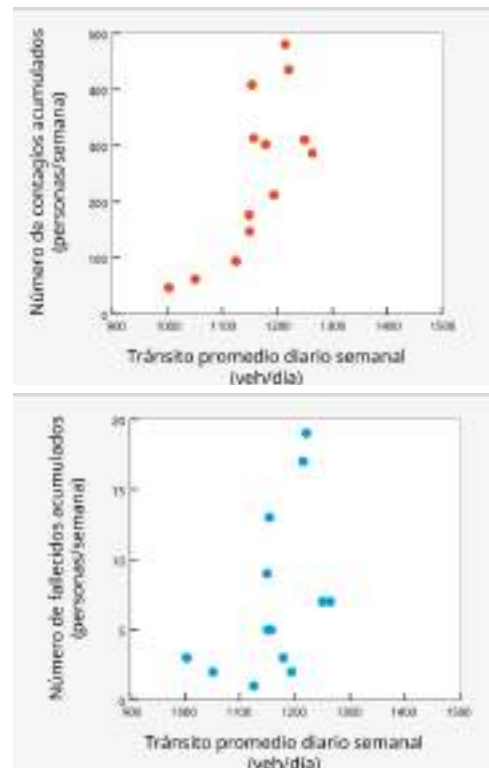 Número de contagios acumulados
(personas/semana)
500
400
300
200
100
0
900 1000 1100 1200 1300 1400 1500
Tránsito promedio diario semanal
(veh/día)
Número de fallecidos acumulados
(personas/semana)
20
15
10
5
0
900 1000 1100 1200 1300 1400 1500
Tránsito promedio diario semanal
(veh/día)